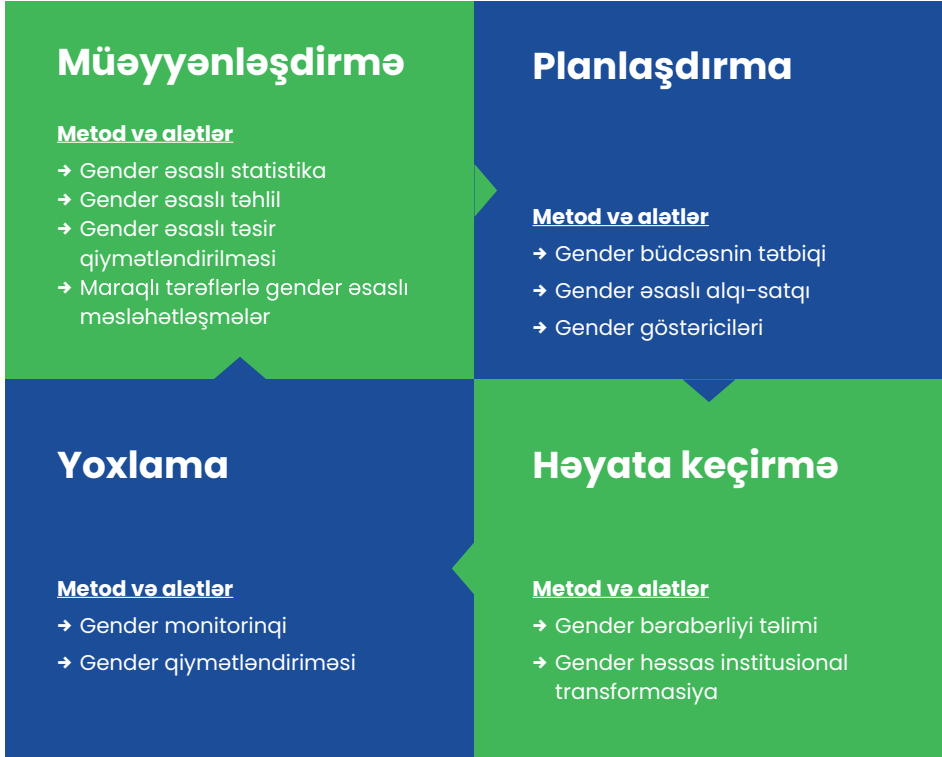 Müəyyənləşdirmə
Metod və alətlər
→ Gender əsaslı statistika
→ Gender əsaslı təhlil
→ Gender əsaslı təsir
qiymətləndirilməsi
→ Maraqlı tərəflərlə gender əsaslı
məsləhətləşmələr
Planlaşdırma
Metod və alətlər
→ Gender büdcəsnin tətbiqi
→ Gender əsaslı alqı-satqı
→ Gender göstəriciləri
Yoxlama
Metod və alətlər
→ Gender monitorinqi
→ Gender qiymətləndiriməsi
Həyata keçirmə
Metod və alətlər
→ Gender bərabərliyi təlimi
→ Gender həssas institusional
transformasiya